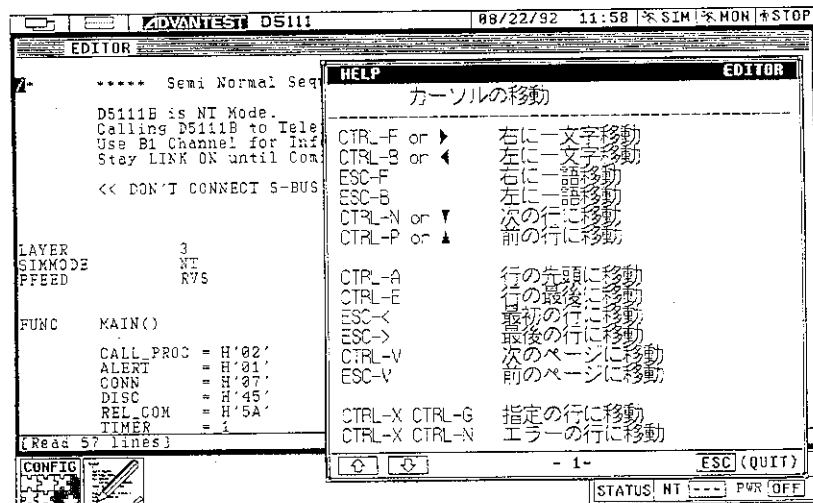 ADVANTEST D5111
08/22/92 11:58 SIM MON STOP
EDITOR
***** Semi Normal Seq
D5111B is NT Mode.
Calling D5111B to Tele
Use B1 Channel for Inf
Stay LINK ON until Com
<< DON'T CONNECT S-BUS
LAYER 3
SIMMODE NT
PFEED RVS
FUNC MAIN()
CALL_PROC = H'02'
ALERT = H'01'
CONN = H'07'
DISC = H'45'
REL_COM = H'5A'
TIMER = 1
[Read 57 lines]
CONFIG
HELP EDITOR
カーソルの移動
CTRL-F or ▶ 右に一文字移動
CTRL-B or ◀ 左に一文字移動
ESC-F 右に一語移動
ESC-B 左に一語移動
CTRL-N or ▼ 次の行に移動
CTRL-P or ▲ 前の行に移動
CTRL-A 行の先頭に移動
CTRL-E 行の最後に移動
ESC-< 最初の行に移動
ESC-> 最後の行に移動
CTRL-V 次のページに移動
ESC-V 前のページに移動
CTRL-X CTRL-G 指定の行に移動
CTRL-X CTRL-N エラーの行に移動
- 1- ESC (QUIT)
STATUS NT --- PWR OFF